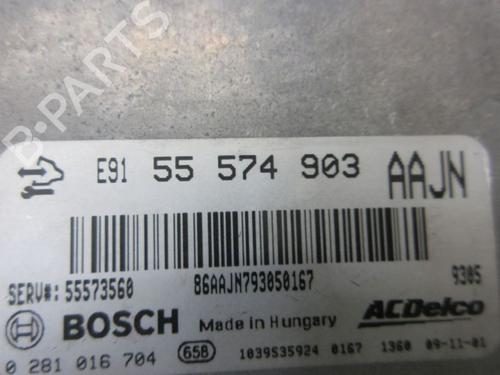 E91 55 574 903 AAJN
SERV#: 55573560 86AAJN793050167 9305
BOSCH Made in Hungary ACDelco
0 281 016 704 658 1039S35924 0167 1360 09-11-01
B-PARTS